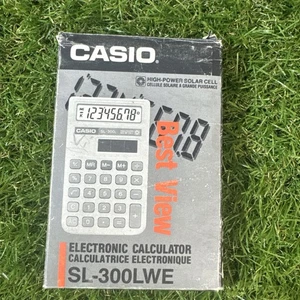 CASIO.
HIGH-POWER SOLAR CELL
CELLULE SOLAIRE A GRANDE PUISSANCE
12345678
CASIO
MR M- M+
Best View
ELECTRONIC CALCULATOR
CALCULATRICE ELECTRONIQUE
SL-300LWE